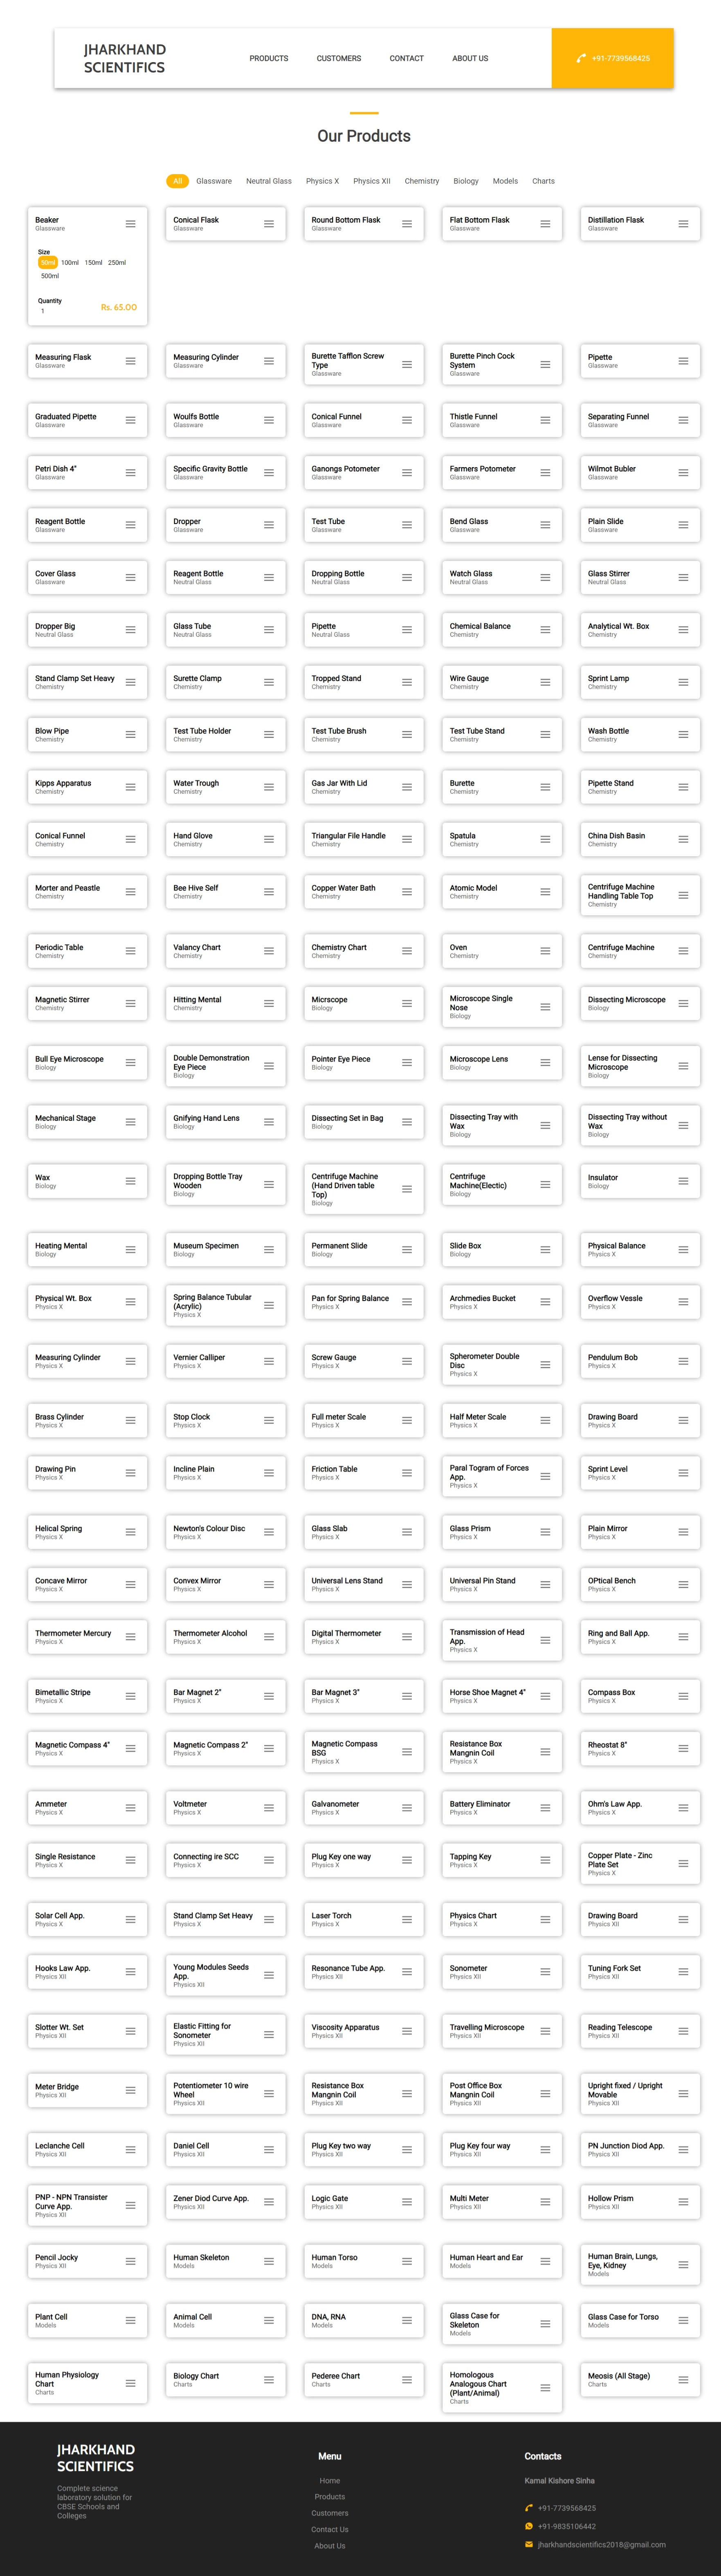 JHARKHAND
SCIENTIFICS
PRODUCTS CUSTOMERS CONTACT ABOUT US
+91-7739568425
Our Products
All Glassware Neutral Glass Physics X Physics XII Chemistry Biology Models Charts
Beaker
Glassware
Size
50ml 100ml 150ml 250ml
500ml
Quantity
1
Rs. 65.00
Conical Flask
Glassware
Round Bottom Flask
Glassware
Flat Bottom Flask
Glassware
Distillation Flask
Glassware
Measuring Flask
Glassware
Measuring Cylinder
Glassware
Burette Tafflon Screw
Type
Glassware
Burette Pinch Cock
System
Glassware
Pipette
Glassware
Graduated Pipette
Glassware
Woulfs Bottle
Glassware
Conical Funnel
Glassware
Thistle Funnel
Glassware
Separating Funnel
Glassware
Petri Dish 4"
Glassware
Specific Gravity Bottle
Glassware
Ganongs Potometer
Glassware
Farmers Potometer
Glassware
Wilmot Bubler
Glassware
Reagent Bottle
Glassware
Dropper
Glassware
Test Tube
Glassware
Bend Glass
Glassware
Plain Slide
Glassware
Cover Glass
Glassware
Reagent Bottle
Neutral Glass
Dropping Bottle
Neutral Glass
Watch Glass
Neutral Glass
Glass Stirrer
Neutral Glass
Dropper Big
Neutral Glass
Glass Tube
Neutral Glass
Pipette
Neutral Glass
Chemical Balance
Chemistry
Analytical Wt. Box
Chemistry
Stand Clamp Set Heavy
Chemistry
Surette Clamp
Chemistry
Tropped Stand
Chemistry
Wire Gauge
Chemistry
Sprint Lamp
Chemistry
Blow Pipe
Chemistry
Test Tube Holder
Chemistry
Test Tube Brush
Chemistry
Test Tube Stand
Chemistry
Wash Bottle
Chemistry
Kipps Apparatus
Chemistry
Water Trough
Chemistry
Gas Jar With Lid
Chemistry
Burette
Chemistry
Pipette Stand
Chemistry
Conical Funnel
Chemistry
Hand Glove
Chemistry
Triangular File Handle
Chemistry
Spatula
Chemistry
China Dish Basin
Chemistry
Morter and Peastle
Chemistry
Bee Hive Self
Chemistry
Copper Water Bath
Chemistry
Atomic Model
Chemistry
Centrifuge Machine
Handling Table Top
Chemistry
Periodic Table
Chemistry
Valancy Chart
Chemistry
Chemistry Chart
Chemistry
Oven
Chemistry
Centrifuge Machine
Chemistry
Magnetic Stirrer
Chemistry
Hitting Mental
Chemistry
Micrscope
Biology
Microscope Single
Nose
Biology
Dissecting Microscope
Biology
Bull Eye Microscope
Biology
Double Demonstration
Eye Piece
Biology
Pointer Eye Piece
Biology
Microscope Lens
Biology
Lense for Dissecting
Microscope
Biology
Mechanical Stage
Biology
Gnifying Hand Lens
Biology
Dissecting Set in Bag
Biology
Dissecting Tray with
Wax
Biology
Dissecting Tray without
Wax
Biology
Wax
Biology
Dropping Bottle Tray
Wooden
Biology
Centrifuge Machine
(Hand Driven table
Top)
Biology
Centrifuge
Machine(Electic)
Biology
Insulator
Biology
Heating Mental
Biology
Museum Specimen
Biology
Permanent Slide
Biology
Slide Box
Biology
Physical Balance
Physics X
Physical Wt. Box
Physics X
Spring Balance Tubular
(Acrylic)
Physics X
Pan for Spring Balance
Physics X
Archmedies Bucket
Physics X
Overflow Vessle
Physics X
Measuring Cylinder
Physics X
Vernier Calliper
Physics X
Screw Gauge
Physics X
Spherometer Double
Disc
Physics X
Pendulum Bob
Physics X
Brass Cylinder
Physics X
Stop Clock
Physics X
Full meter Scale
Physics X
Half Meter Scale
Physics X
Drawing Board
Physics X
Drawing Pin
Physics X
Incline Plain
Physics X
Friction Table
Physics X
Paral Togram of Forces
App.
Physics X
Sprint Level
Physics X
Helical Spring
Physics X
Newton's Colour Disc
Physics X
Glass Slab
Physics X
Glass Prism
Physics X
Plain Mirror
Physics X
Concave Mirror
Physics X
Convex Mirror
Physics X
Universal Lens Stand
Physics X
Universal Pin Stand
Physics X
OPtical Bench
Physics X
Thermometer Mercury
Physics X
Thermometer Alcohol
Physics X
Digital Thermometer
Physics X
Transmission of Head
App.
Physics X
Ring and Ball App.
Physics X
Bimetallic Stripe
Physics X
Bar Magnet 2"
Physics X
Bar Magnet 3"
Physics X
Horse Shoe Magnet 4"
Physics X
Compass Box
Physics X
Magnetic Compass 4"
Physics X
Magnetic Compass 2"
Physics X
Magnetic Compass
BSG
Physics X
Resistance Box
Mangnin Coil
Physics X
Rheostat 8"
Physics X
Ammeter
Physics X
Voltmeter
Physics X
Galvanometer
Physics X
Battery Eliminator
Physics X
Ohm's Law App.
Physics X
Single Resistance
Physics X
Connecting ire SCC
Physics X
Plug Key one way
Physics X
Tapping Key
Physics X
Copper Plate - Zinc
Plate Set
Physics X
Solar Cell App.
Physics X
Stand Clamp Set Heavy
Physics X
Laser Torch
Physics X
Physics Chart
Physics X
Drawing Board
Physics XII
Hooks Law App.
Physics XII
Young Modules Seeds
App.
Physics XII
Resonance Tube App.
Physics XII
Sonometer
Physics XII
Tuning Fork Set
Physics XII
Slotter Wt. Set
Physics XII
Elastic Fitting for
Sonometer
Physics XII
Viscosity Apparatus
Physics XII
Travelling Microscope
Physics XII
Reading Telescope
Physics XII
Meter Bridge
Physics XII
Potentiometer 10 wire
Wheel
Physics XII
Resistance Box
Mangnin Coil
Physics XII
Post Office Box
Mangnin Coil
Physics XII
Upright fixed / Upright
Movable
Physics XII
Leclanche Cell
Physics XII
Daniel Cell
Physics XII
Plug Key two way
Physics XII
Plug Key four way
Physics XII
PN Junction Diod App.
Physics XII
PNP - NPN Transister
Curve App.
Physics XII
Zener Diod Curve App.
Physics XII
Logic Gate
Physics XII
Multi Meter
Physics XII
Hollow Prism
Physics XII
Pencil Jocky
Physics XII
Human Skeleton
Models
Human Torso
Models
Human Heart and Ear
Models
Human Brain, Lungs,
Eye, Kidney
Models
Plant Cell
Models
Animal Cell
Models
DNA, RNA
Models
Glass Case for
Skeleton
Models
Glass Case for Torso
Models
Human Physiology
Chart
Charts
Biology Chart
Charts
Pederee Chart
Charts
Homologous
Analogous Chart
(Plant/Animal)
Charts
Meosis (All Stage)
Charts
JHARKHAND
SCIENTIFICS
Complete science
laboratory solution for
CBSE Schools and
Colleges
Menu
Home
Products
Customers
Contact Us
About Us
Contacts
Kamal Kishore Sinha
+91-7739568425
+91-9835106442
jharkhandscientifics2018@gmail.com